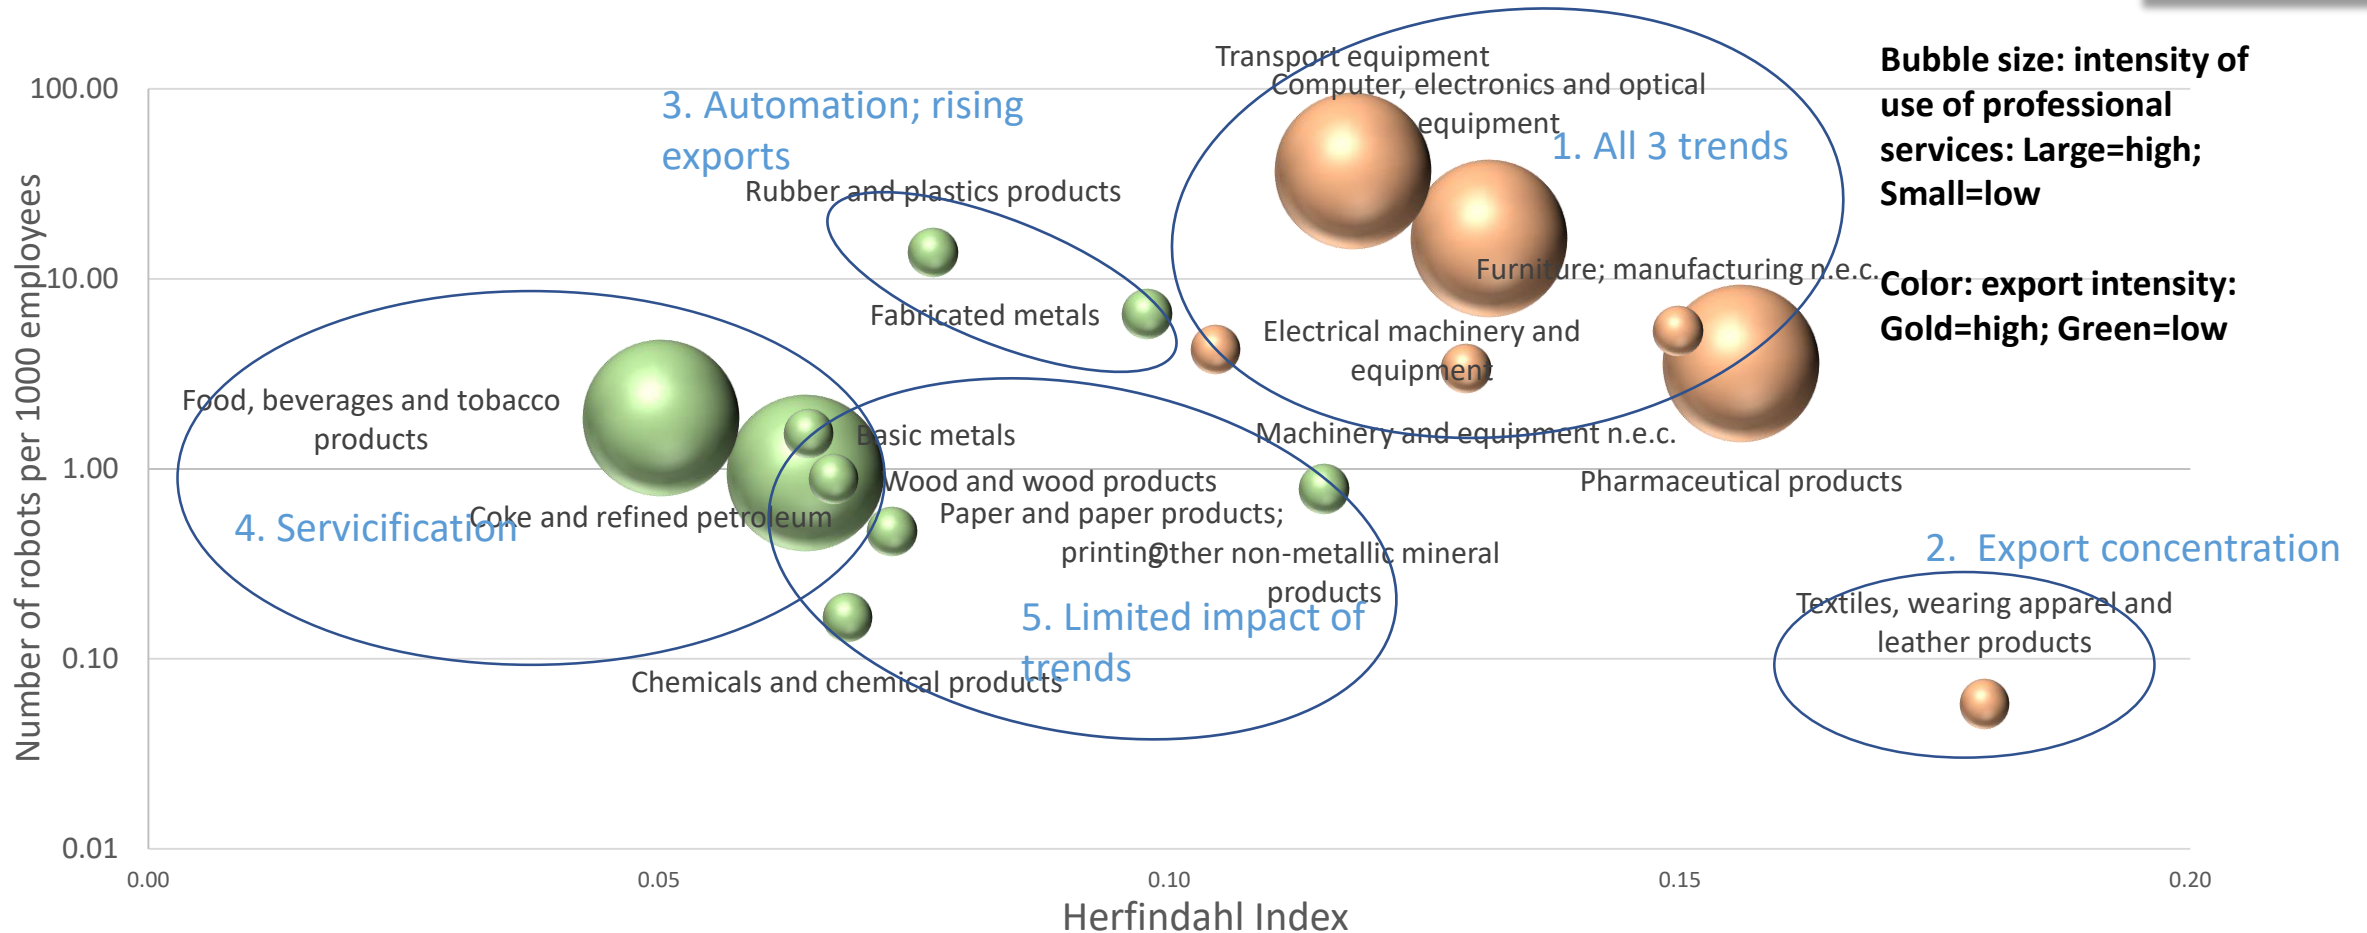 Transport equipment
Computer, electronics and optical
equipment
1. All 3 trends
3. Automation; rising
exports
Rubber and plastics products
Fabricated metals
Furniture; manufacturing n.e.c.
Electrical machinery and
equipment
Machinery and equipment n.e.c.
Pharmaceutical products
Bubble size: intensity of
use of professional
services: Large=high;
Small=low
Color: export intensity:
Gold=high; Green=low
Food, beverages and tobacco
products
4. Servicification
Coke and refined petroleum
Basic metals
Wood and wood products
Paper and paper products;
printing
Other non-metallic mineral
products
5. Limited impact of
trends
Chemicals and chemical products
2. Export concentration
Textiles, wearing apparel and
leather products
Number of robots per 1000 employees
100.00
10.00
1.00
0.10
0.01
0.00
0.05
0.10
0.15
0.20
Herfindahl Index